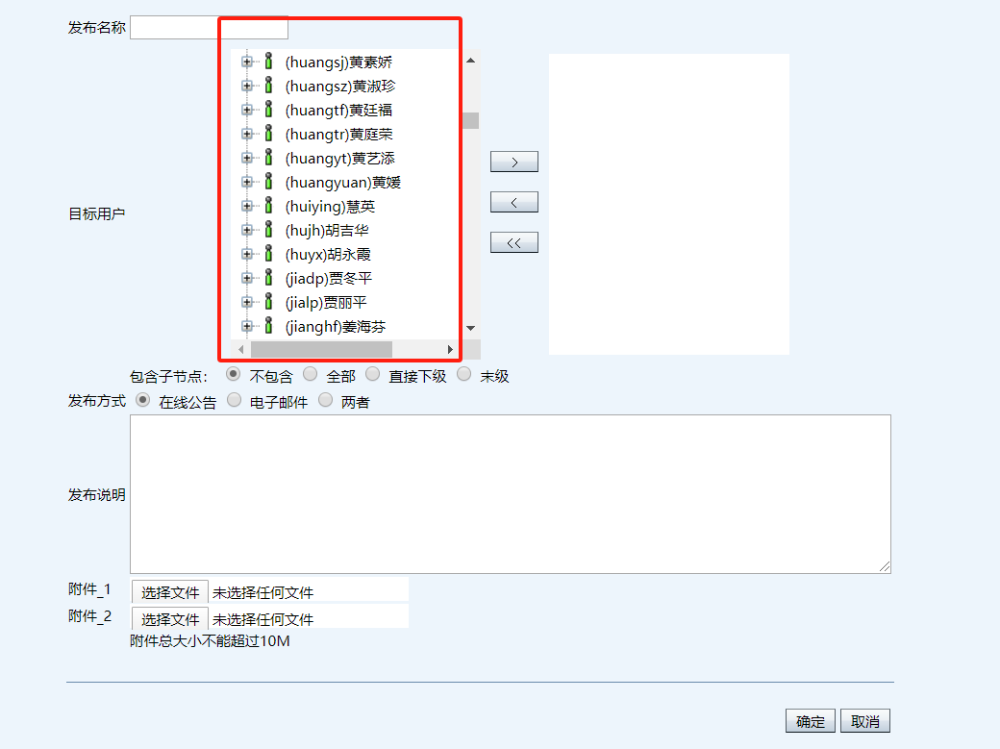 发布名称
(huangsj)黄素娇
(huangsz)黄淑珍
(huangtf)黄廷福
(huangtr)黄庭荣
(huangyt)黄艺添
(huangyuan)黄媛
(huiying)慧英
(hujh)胡吉华
(huyx)胡永霞
(jiadp)贾冬平
(jialp)贾丽平
(jianghf)姜海芬
目标用户
>
<
<<
包含子节点： 不包含 全部 直接下级 末级
发布方式 在线公告 电子邮件 两者
发布说明
附件_1 选择文件 未选择任何文件
附件_2 选择文件 未选择任何文件
附件总大小不能超过10M
确定 取消